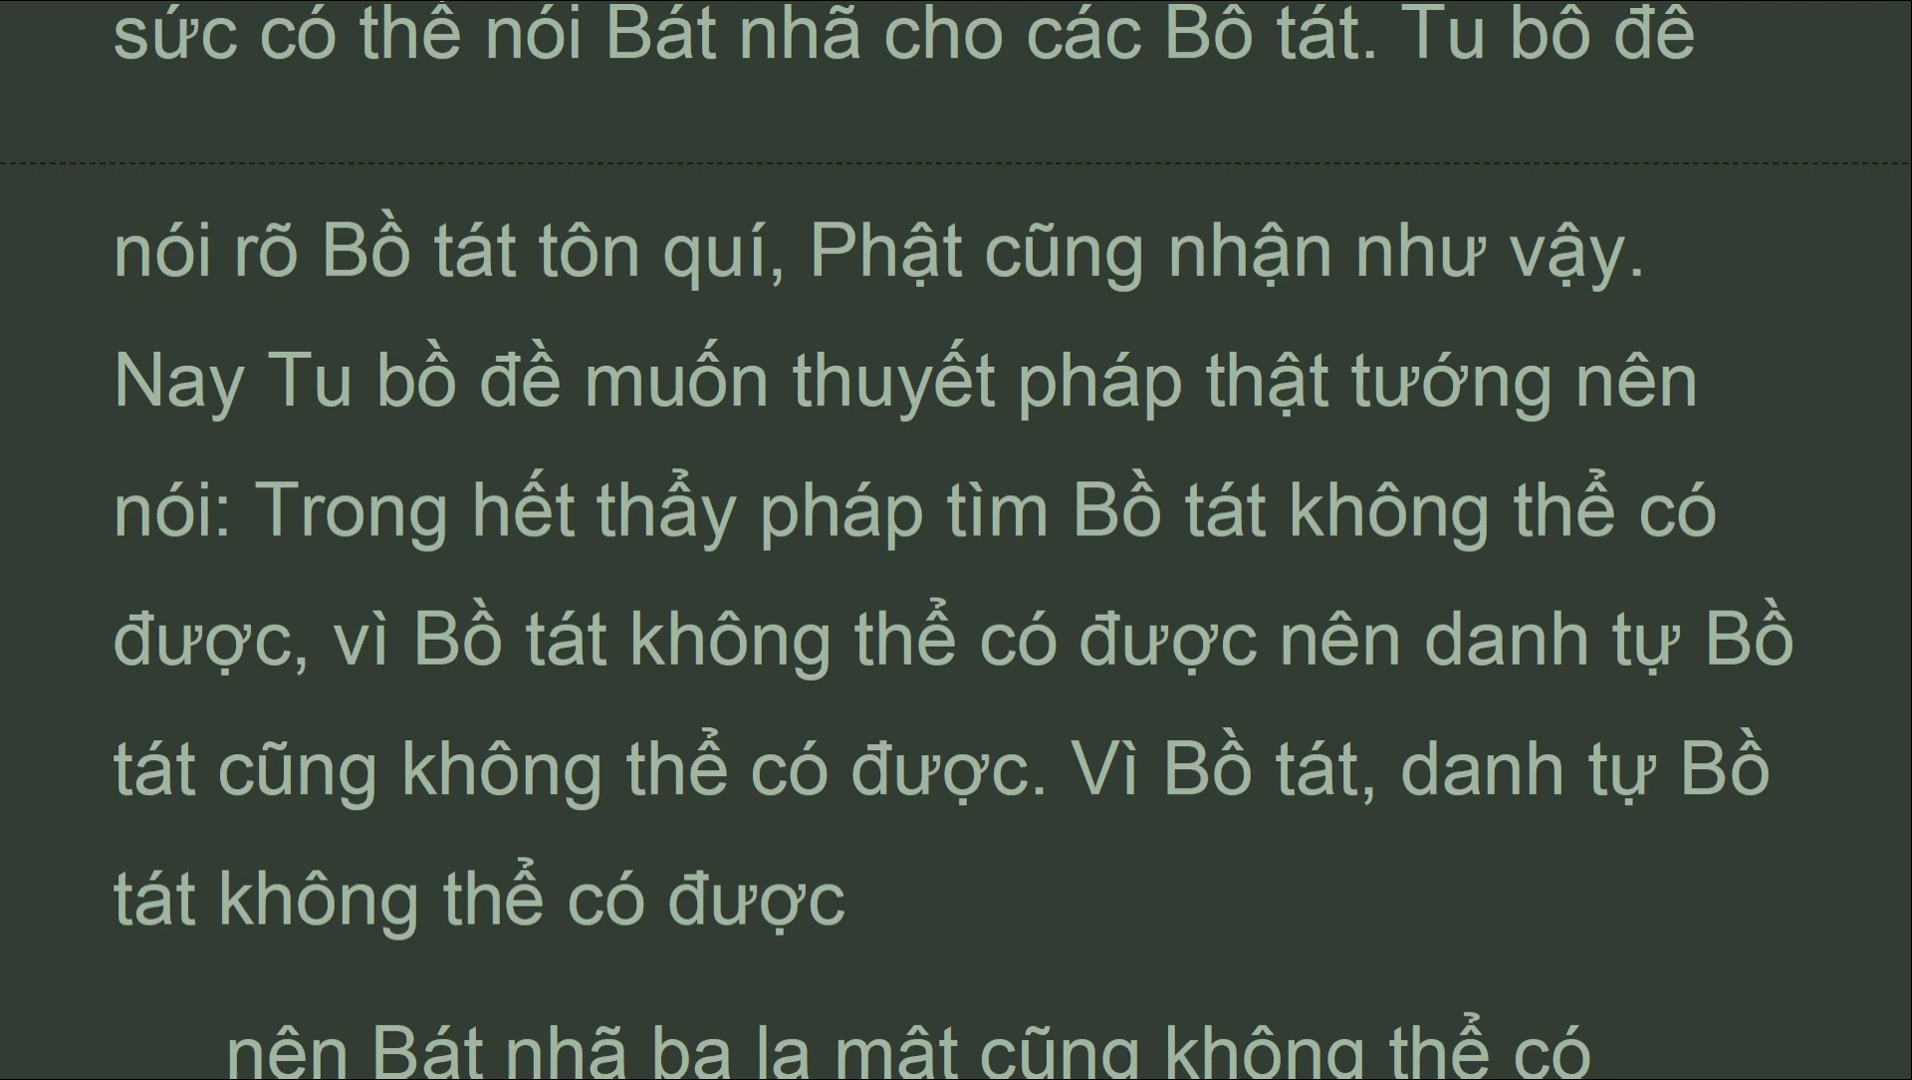 sức có thể nói Bát nhã cho các Bồ tát. Tu bồ đề
nói rõ Bồ tát tôn quí, Phật cũng nhận như vậy.
Nay Tu bồ đề muốn thuyết pháp thật tướng nên
nói: Trong hết thẩy pháp tìm Bồ tát không thể có
được, vì Bồ tát không thể có được nên danh tự Bồ
tát cũng không thể có được. Vì Bồ tát, danh tự Bồ
tát không thể có được
nên Bát nhã ba la mật cũng không thể có